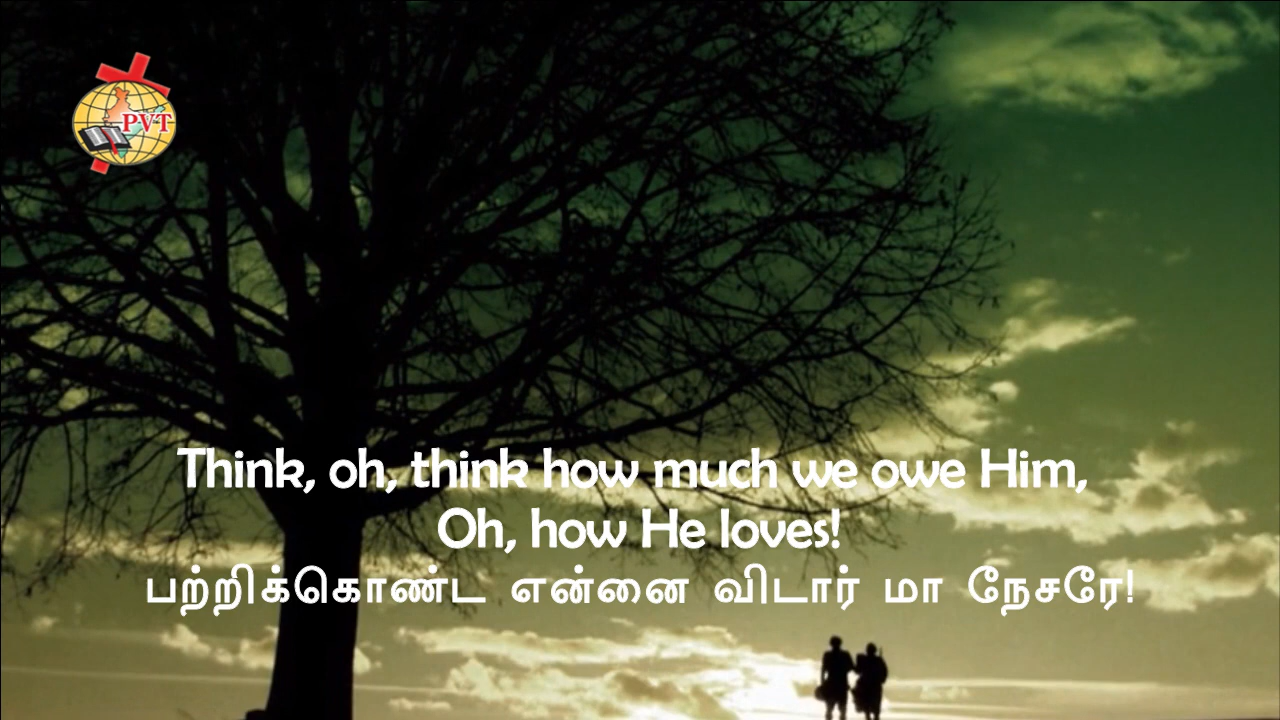 PVT
Think, oh, think how much we owe Him,
Oh, how He loves!
பற்றிக்கொண்ட என்னை விடார் மா நேசரே!